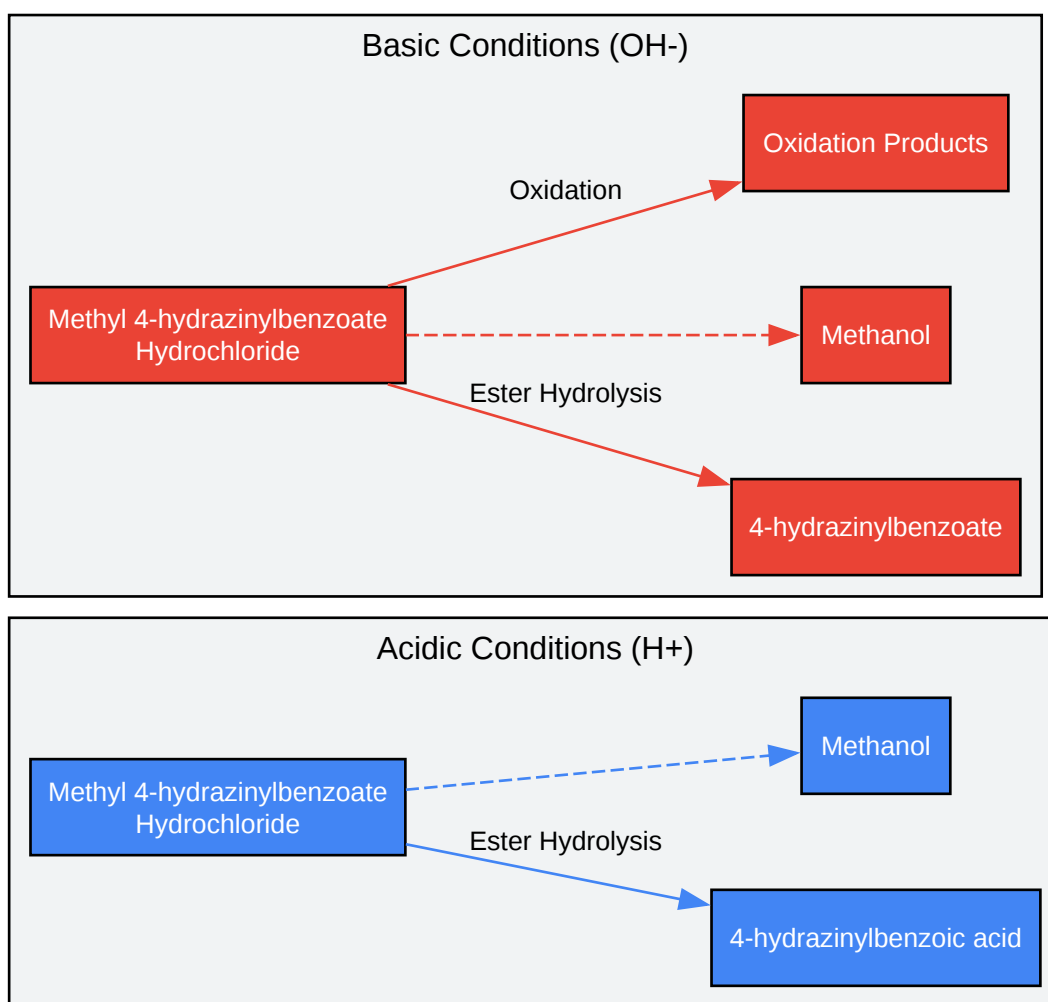 Basic Conditions (OH-)
Oxidation Products
Oxidation
Methyl 4-hydrazinylbenzoate
Hydrochloride
Methanol
Ester Hydrolysis
4-hydrazinylbenzoate
Acidic Conditions (H+)
Methanol
Methyl 4-hydrazinylbenzoate
Hydrochloride
Ester Hydrolysis
4-hydrazinylbenzoic acid